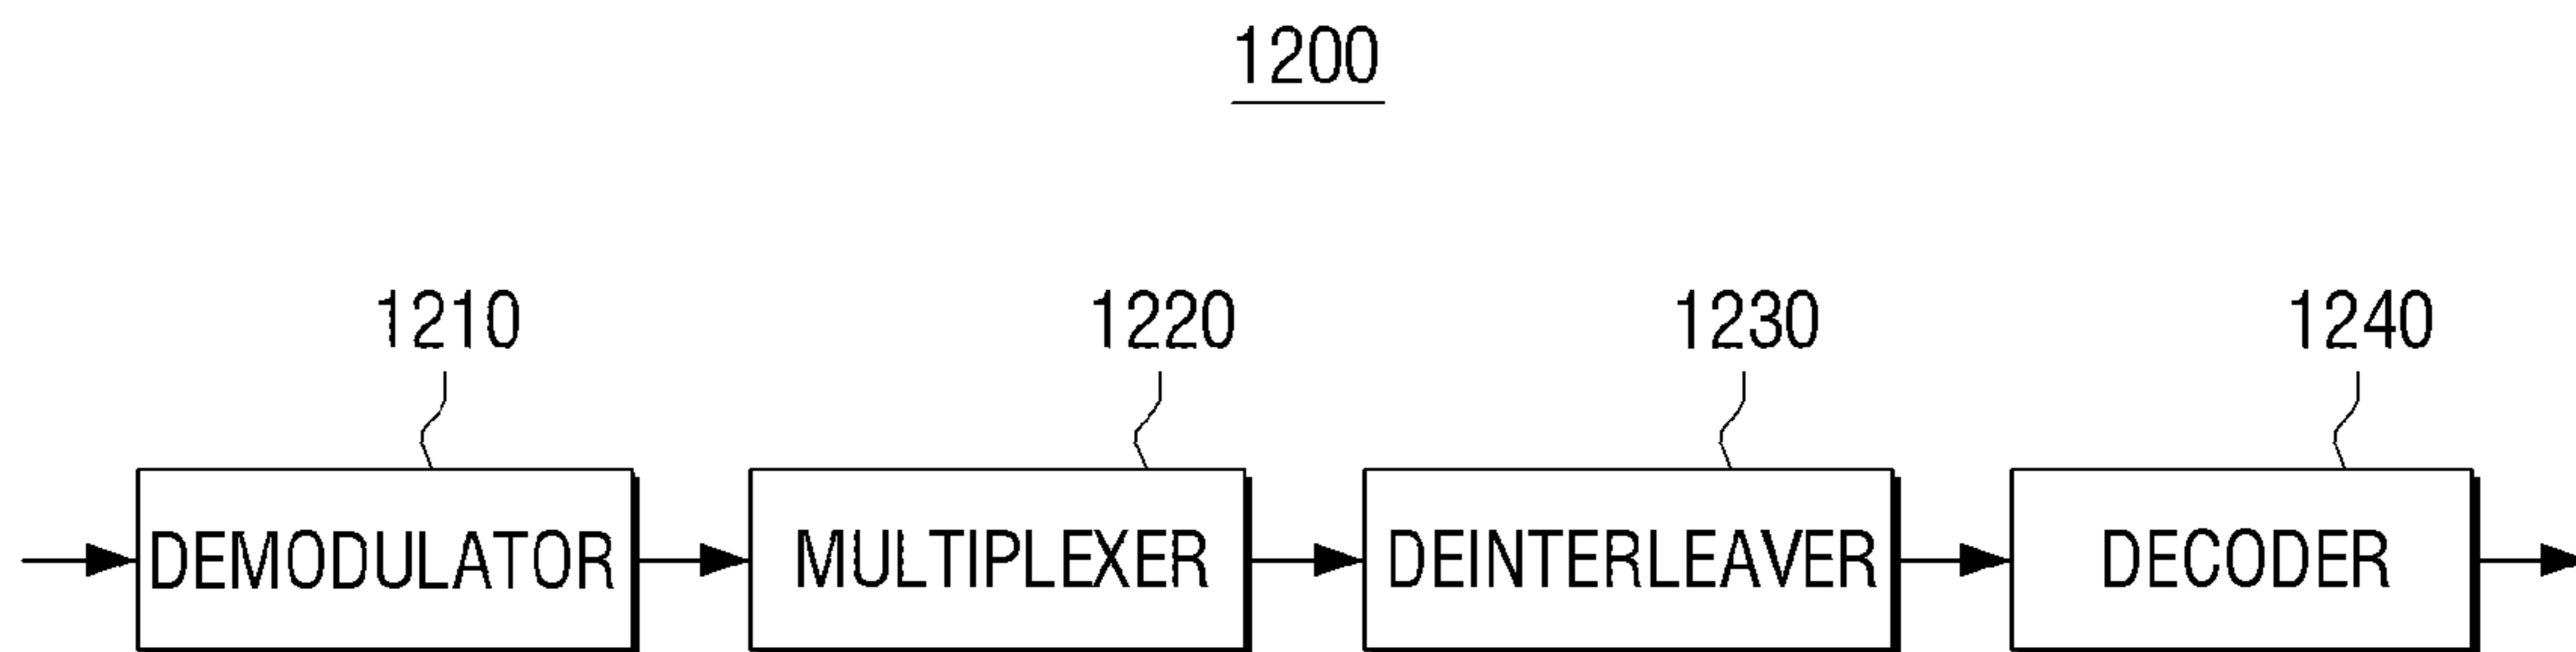 1200
1210 1220 1230 1240
DEMODULATOR MULTIPLEXER DEINTERLEAVER DECODER